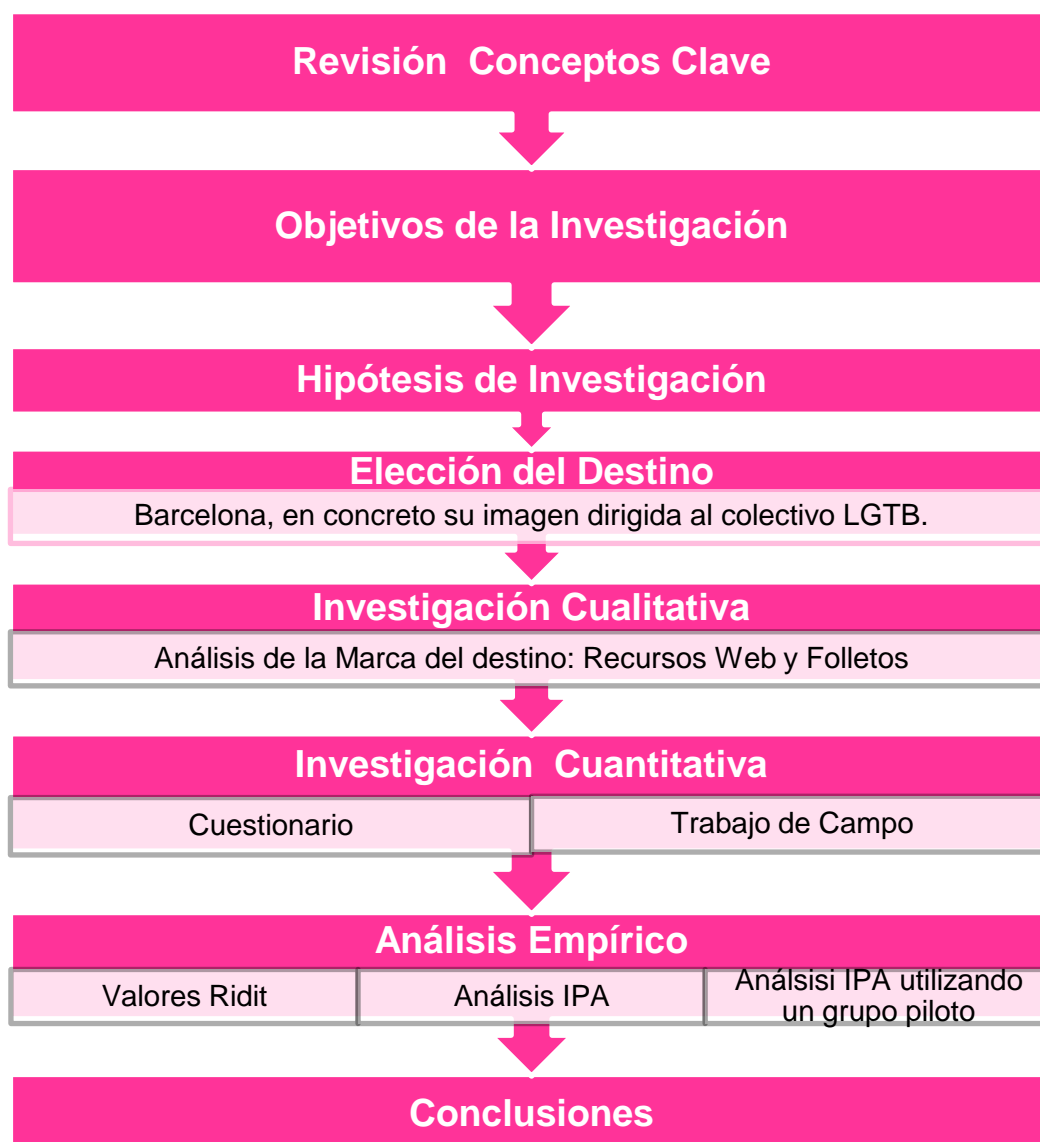 Revisión Conceptos Clave
Objetivos de la Investigación
Hipótesis de Investigación
Elección del Destino
Barcelona, en concreto su imagen dirigida al colectivo LGTB.
Investigación Cualitativa
Análisis de la Marca del destino: Recursos Web y Folletos
Investigación Cuantitativa
Cuestionario
Trabajo de Campo
Análisis Empírico
Valores Ridit
Análisis IPA
Análsisi IPA utilizando
un grupo piloto
Conclusiones